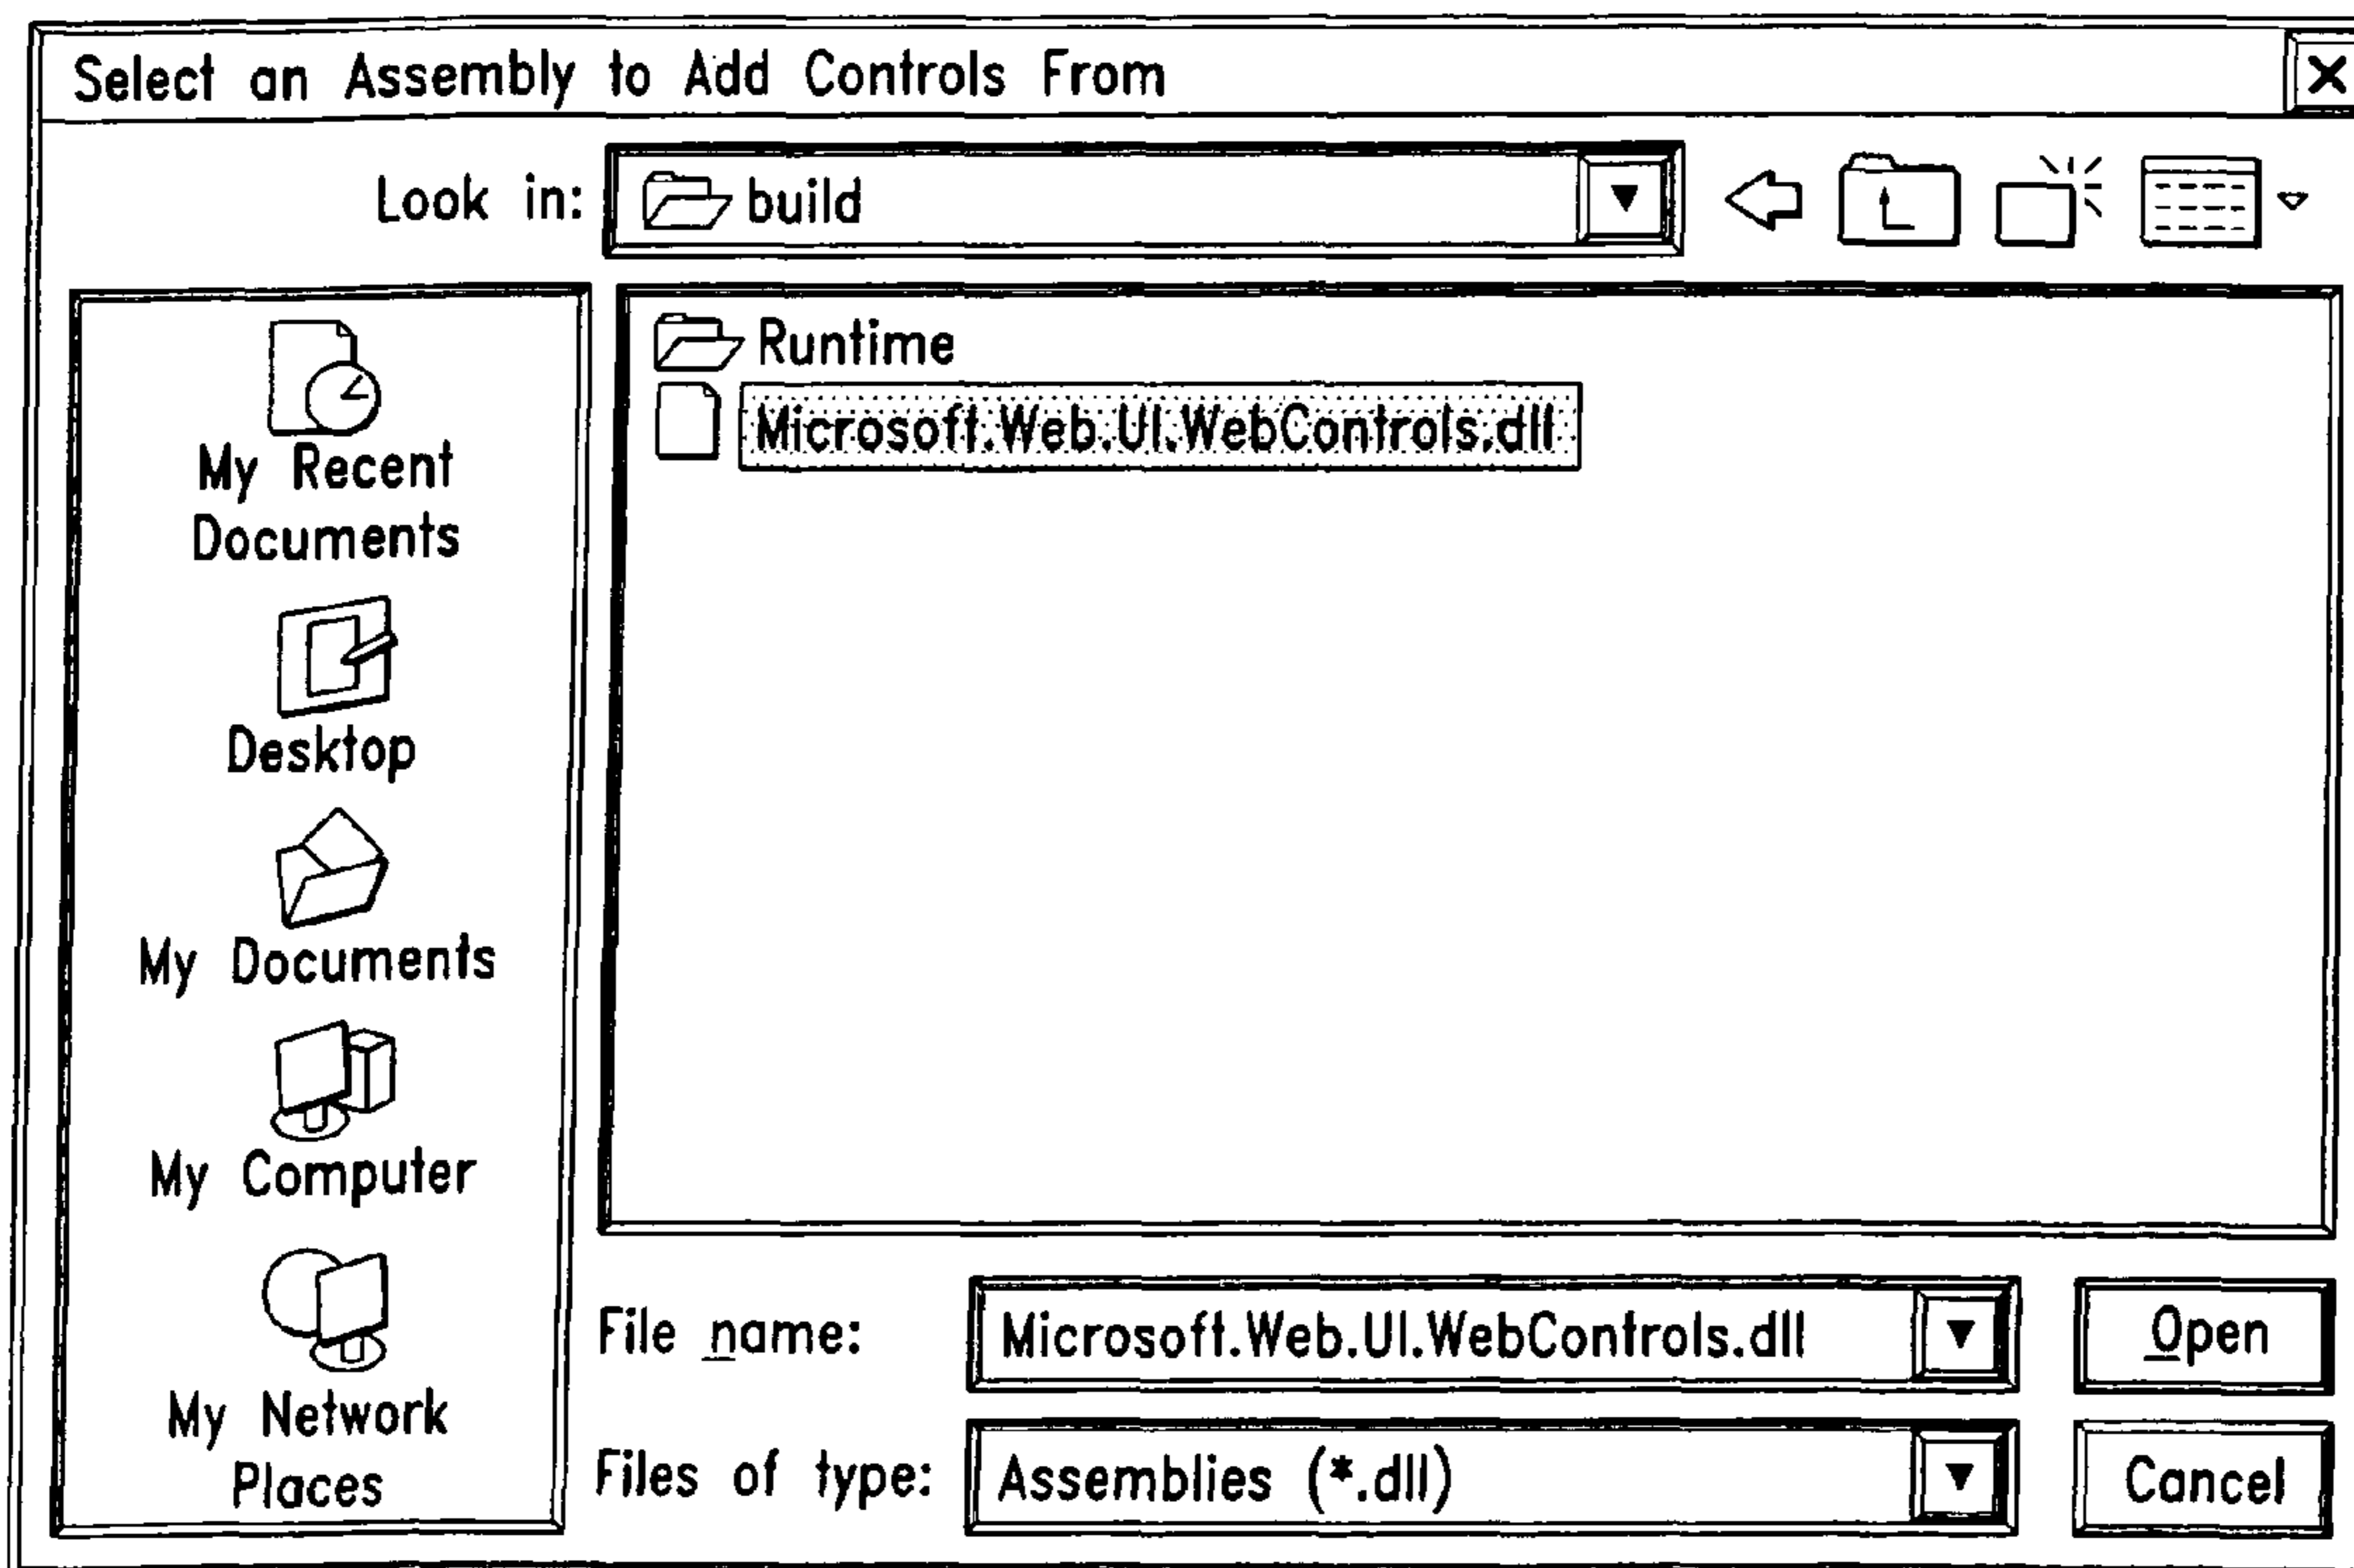 Select an Assembly to Add Controls From
Look in: build
My Recent
Documents
Desktop
My Documents
My Computer
My Network
Places
Runtime
Microsoft.Web.UI.WebControls.dll
File name: Microsoft.Web.UI.WebControls.dll
Open
Files of type: Assemblies (*.dll)
Cancel